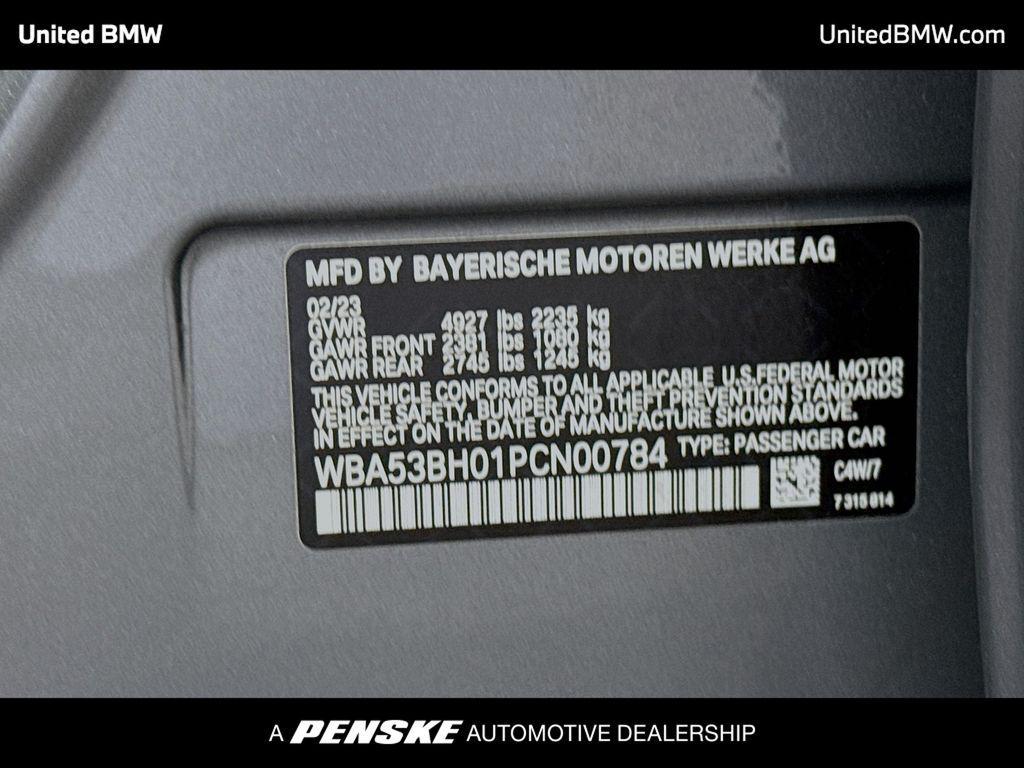 United BMW
UnitedBMW.com
MFD BY BAYERISCHE MOTOREN WERKE AG
02/23
GVWR 4927 lbs 2235 kg
GAWR FRONT 2381 lbs 1080 kg
GAWR REAR 2745 lbs 1245 kg
THIS VEHICLE CONFORMS TO ALL APPLICABLE U.S.FEDERAL MOTOR
VEHICLE SAFETY, BUMPER AND THEFT PREVENTION STANDARDS
IN EFFECT ON THE DATE OF MANUFACTURE SHOWN ABOVE.
WBA53BH01PCN00784 TYPE: PASSENGER CAR
C4W/7
7 315 614
A PENSKE AUTOMOTIVE DEALERSHIP